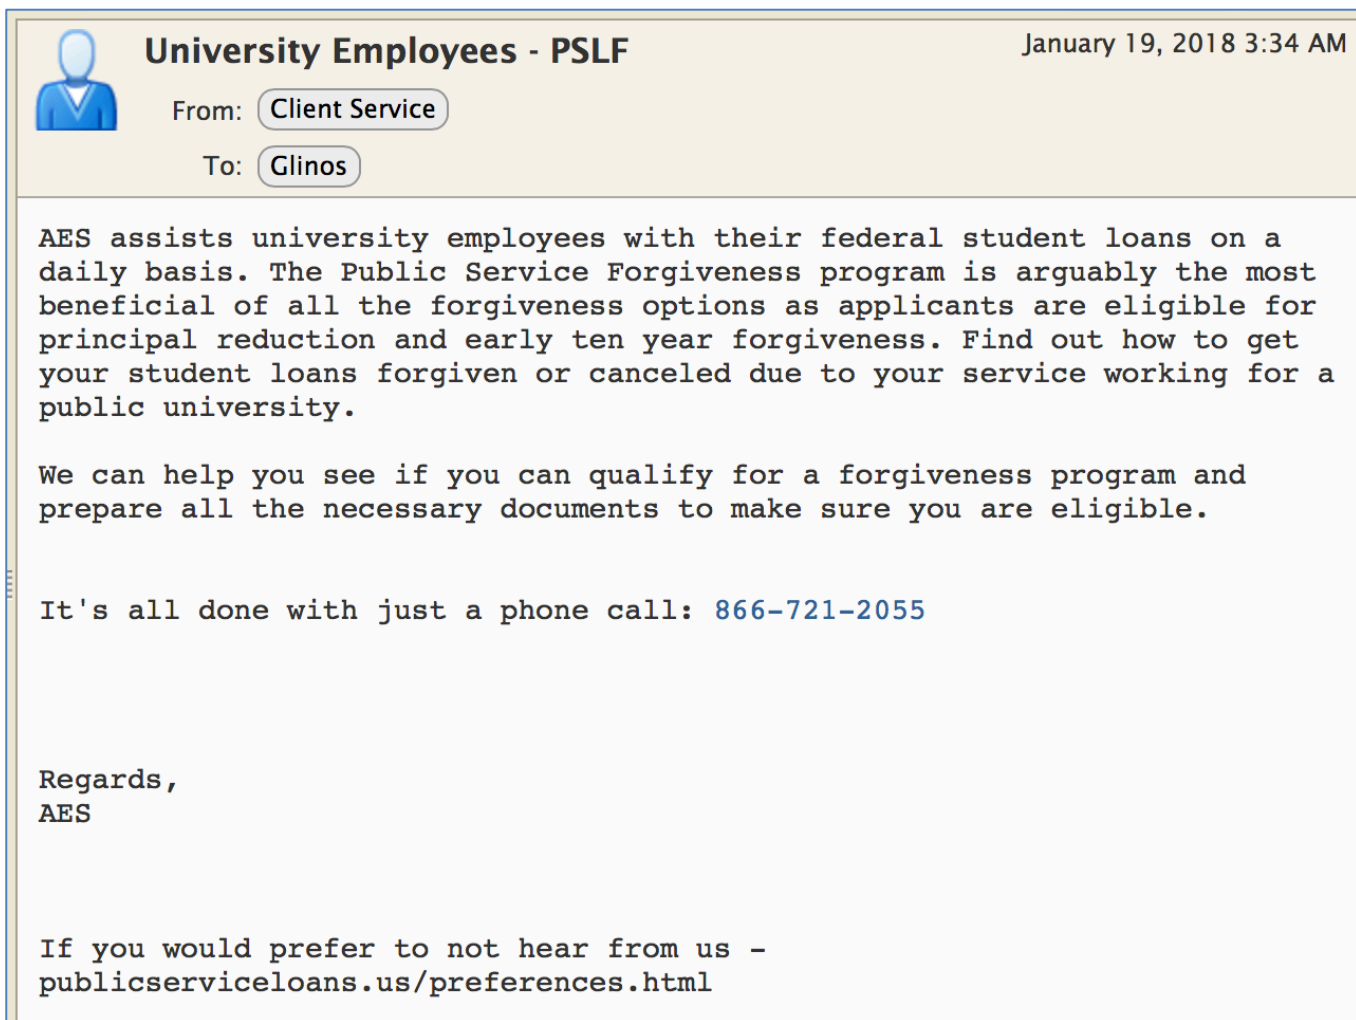 University Employees - PSLF
January 19, 2018 3:34 AM
From: Client Service
To: Glinos
AES assists university employees with their federal student loans on a
daily basis. The Public Service Forgiveness program is arguably the most
beneficial of all the forgiveness options as applicants are eligible for
principal reduction and early ten year forgiveness. Find out how to get
your student loans forgiven or canceled due to your service working for a
public university.
We can help you see if you can qualify for a forgiveness program and
prepare all the necessary documents to make sure you are eligible.
It's all done with just a phone call: 866-721-2055
Regards,
AES
If you would prefer to not hear from us -
publicserviceloans.us/preferences.html